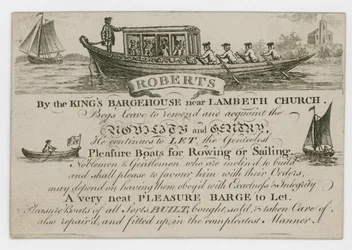 ROBERTS
By the KING'S BARGEHOUSE near LAMBETH CHURCH.
Begs leave to remind and acquaint the
NOBILITY and GENTRY,
He continues to LET, the Genteelest
Pleaſure Boats for Rowing or Sailing.
Noblemen & Gentlemen who are inclin'd to build
and ſhall pleaſe to favour him with their Orders,
may depend on having them obey'd with Exactneſs & Integrity
A very neat PLEASURE BARGE to Let.
Pleaſure Boats of all ſorts BUILT, bought, ſold, & taken Care of
also repair'd, and fitted up in the compleatest Manner.